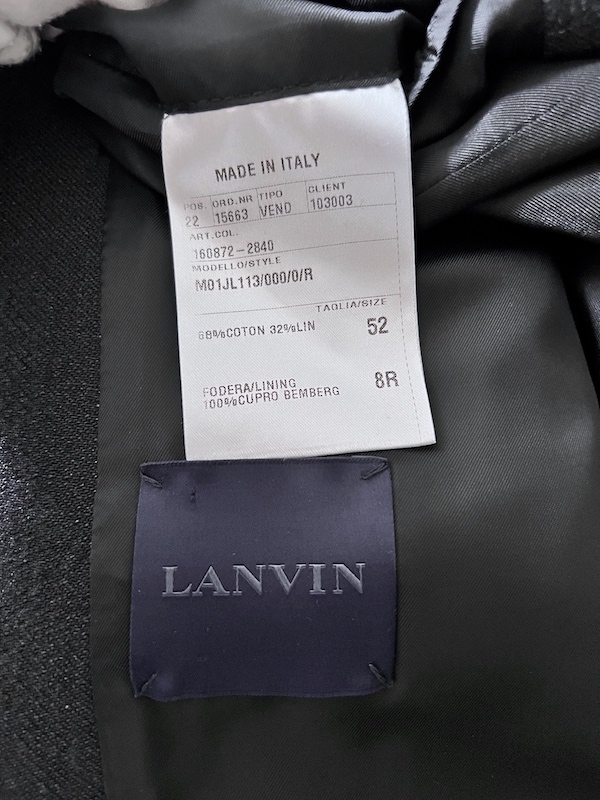 MADE IN ITALY
POS. ORD.NR TIPO CLIENT
22 15663 VEND 103003
ART.COL.
160872-2840
MODELLO/STYLE
M01JL113/000/0/R
TAGLIA/SIZE
68%COTON 32%LIN 52
FODERA/LINING 8R
100%CUPRO BEMBERG
LANVIN